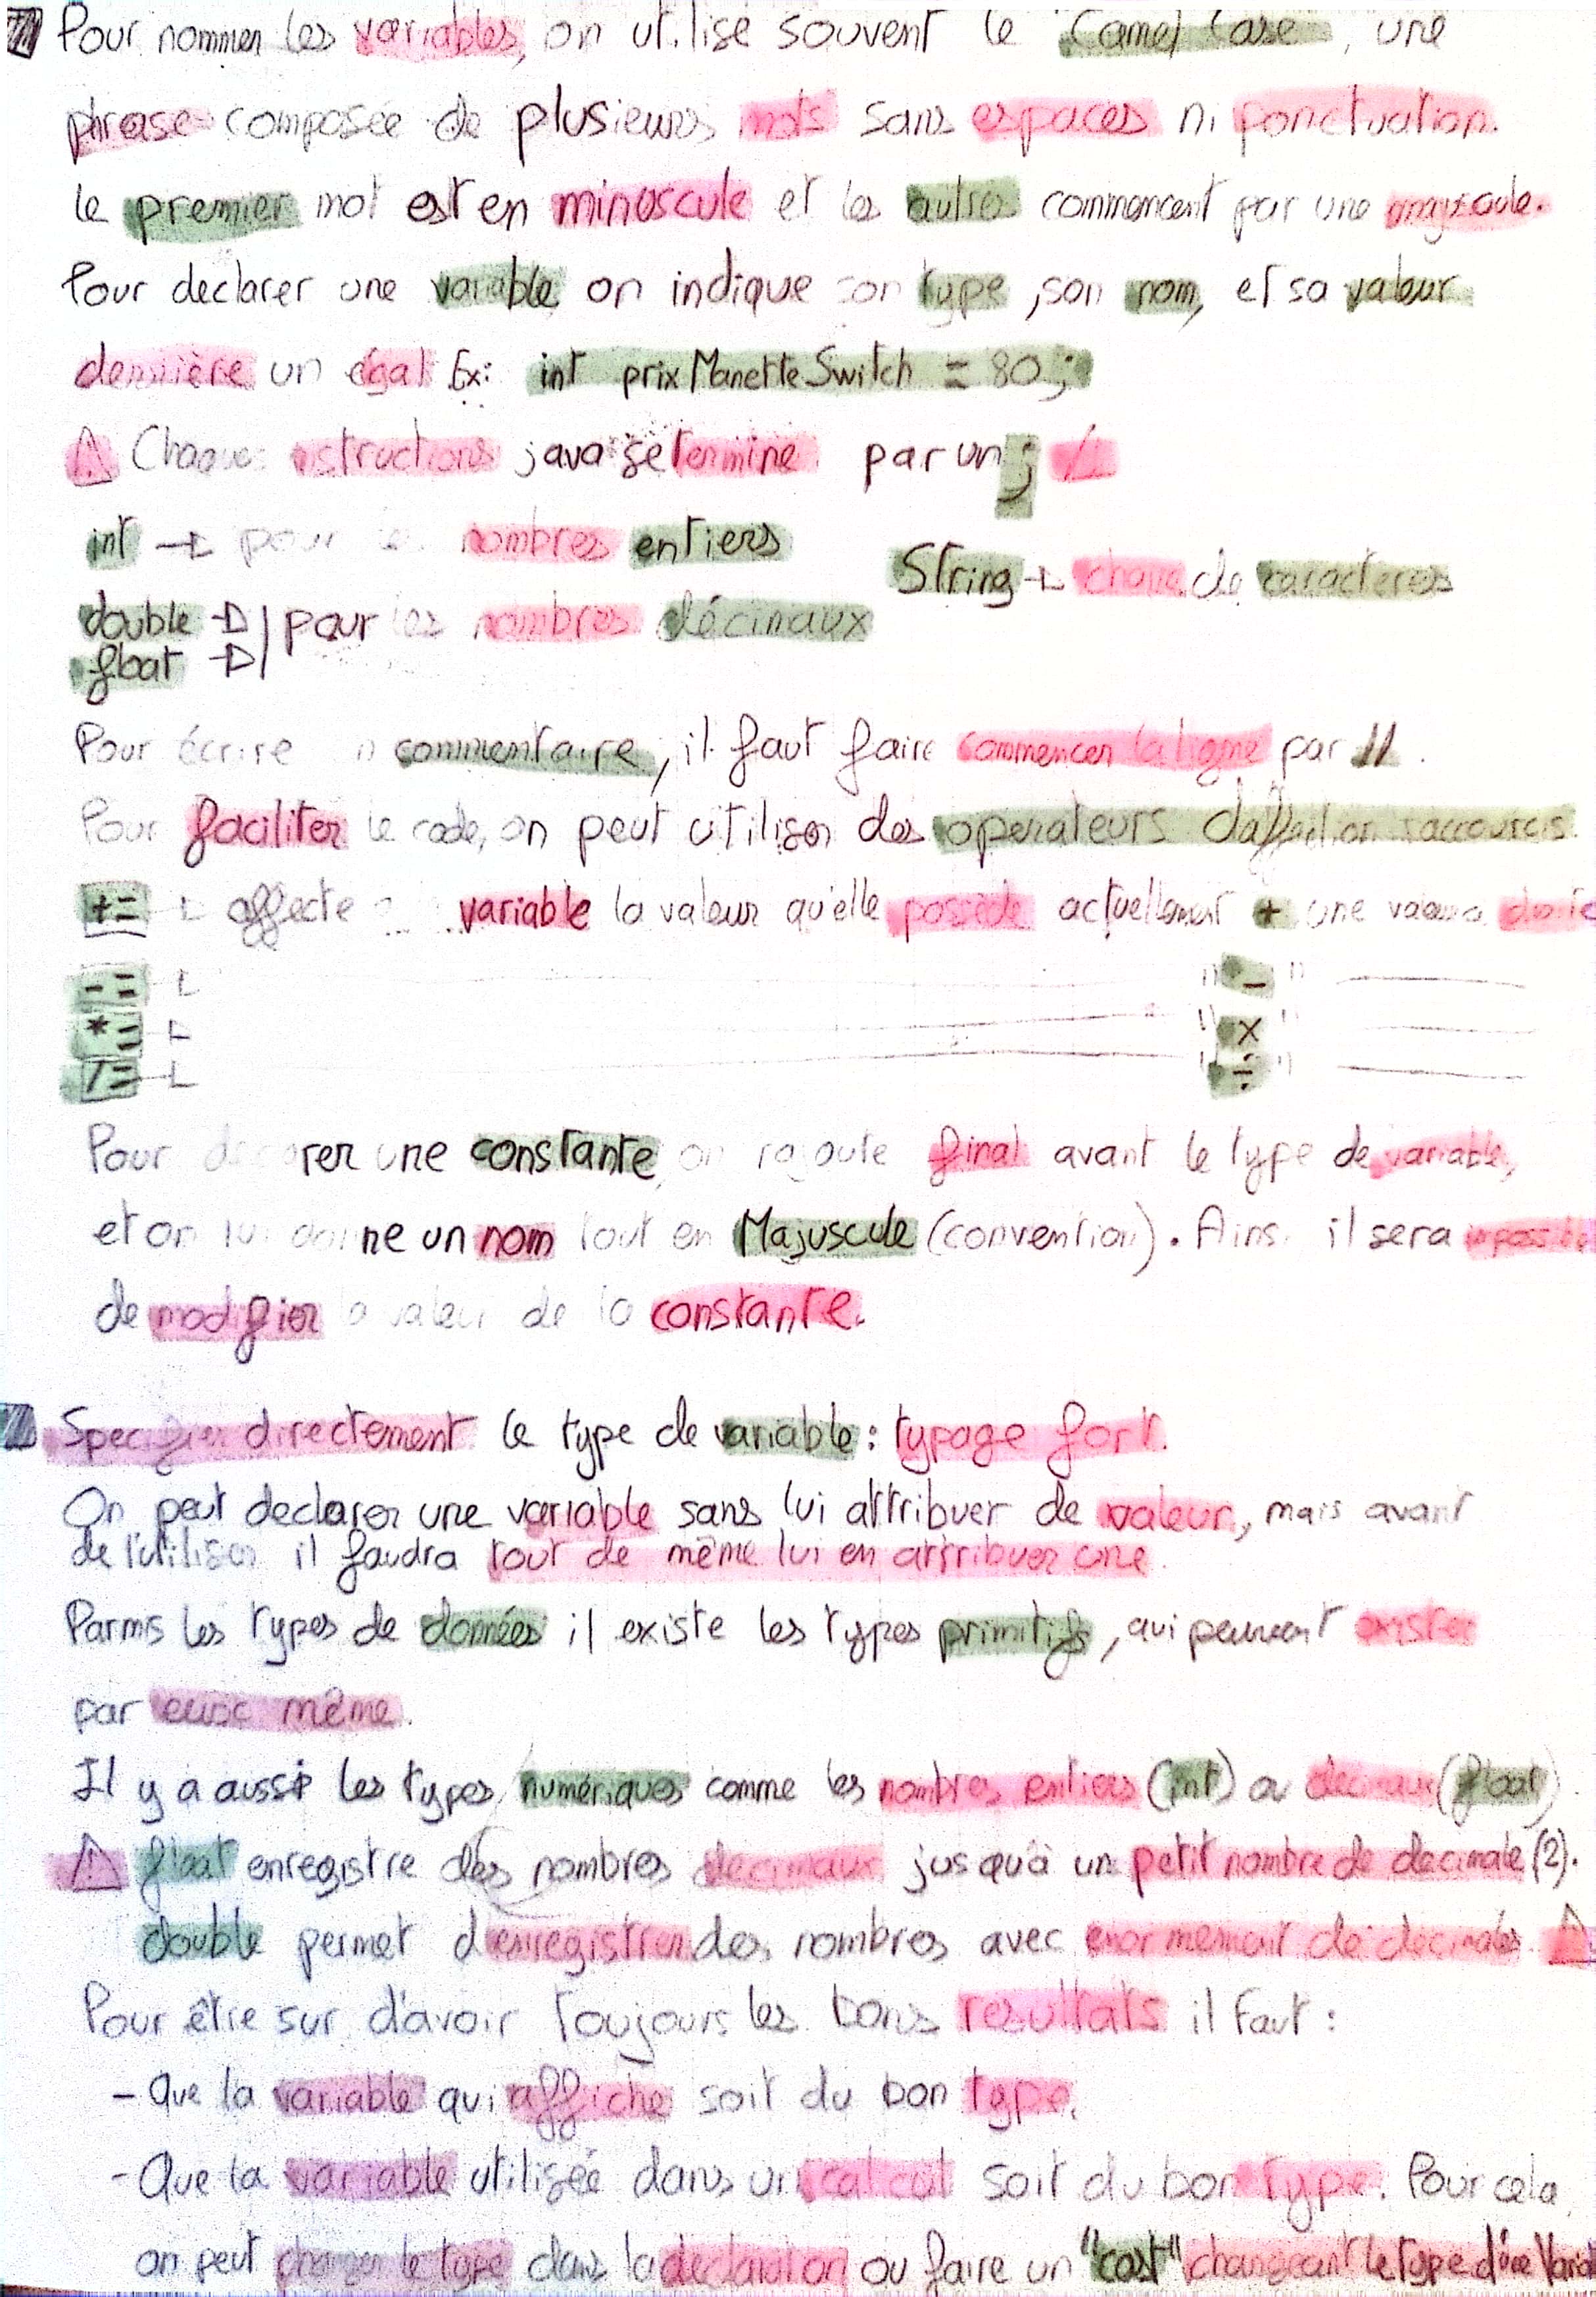 Pour nommer les variables, on utilise souvent le Camel Case, une
phrase composée de plusieurs mots sans espaces ni ponctuation.
le premier mot est en minuscule et les autres commencent par une majuscule.
Pour declarer une variable on indique son type, son nom, et sa valeur
derrière un égal Ex: int prixManetteSwitch = 80;
⚠ Chaque instructions java se termine par un ; ⚠
int → pour les nombres entiers
String → chaine de caracteres
double →
float → | pour les nombres décimaux
Pour écrire un commentaire, il faut faire commencer la ligne par //.
Pour faciliter le code, on peut utiliser des operateurs d'affection raccourcis.
+= → affecte variable la valeur qu'elle possède actuellement + une valeur
-= → " - "
*= → " x "
/= → " ÷ "
Pour declarer une constante, on rajoute final avant le type de variable,
et on lui donne un nom tout en Majuscule (convention). Ainsi il sera impossible
de modifier la valeur de la constante.
Specifier directement le type de variable : typage fort.
On peut declarer une variable sans lui attribuer de valeur, mais avant
de l'utiliser il faudra tout de même lui en attribuer une.
Parmis les types de données il existe les types primitifs, qui peuvent exister
par eux même.
Il y a aussi les types numériques comme les nombres entiers (int) ou decimaux (float).
⚠ float enregistre des nombres decimaux jusqu'à un petit nombre de decimale (2).
double permet d'enregistrer des nombres avec enormement de decimales. ⚠
Pour être sur d'avoir toujours les bons resultats il faut :
- Que la variable qui affiche soit du bon type.
- Que la variable utilisée dans un calcul soit du bon type. Pour cela,
on peut changer le type dans la declaration ou faire un "cast" changeant le type d'une